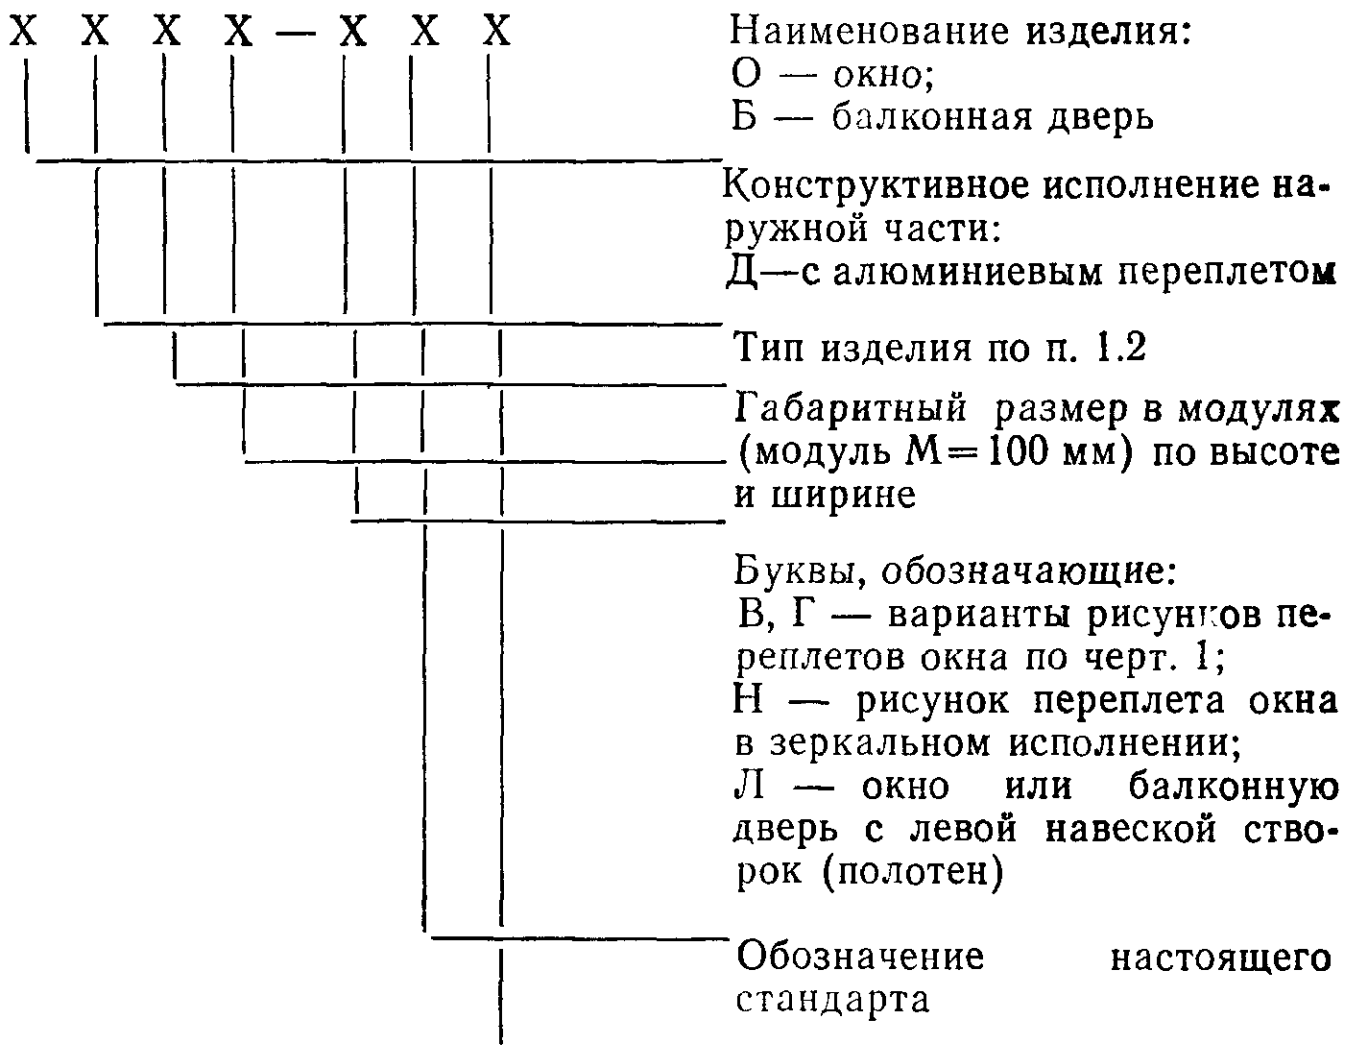 Х Х Х Х — Х Х Х
Наименование изделия:
О — окно;
Б — балконная дверь
Конструктивное исполнение на-
ружной части:
Д—с алюминиевым переплетом
Тип изделия по п. 1.2
Габаритный размер в модулях
(модуль М=100 мм) по высоте
и ширине
Буквы, обозначающие:
В, Г — варианты рисунков пе-
реплетов окна по черт. 1;
Н — рисунок переплета окна
в зеркальном исполнении;
Л — окно или балконную
дверь с левой навеской ство-
рок (полотен)
Обозначение настоящего
стандарта